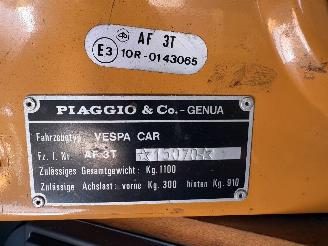 AF 3T
E3 10R-0143065
PIAGGIO & Co.-GENUA
Fahrzeugtyp VESPA CAR
Fz. I. Nr AF 3T ★15070★
Zulässiges Gesamtgewicht: Kg. 1100
Zulässige Achslast: vorne Kg. 300 hinten Kg. 910